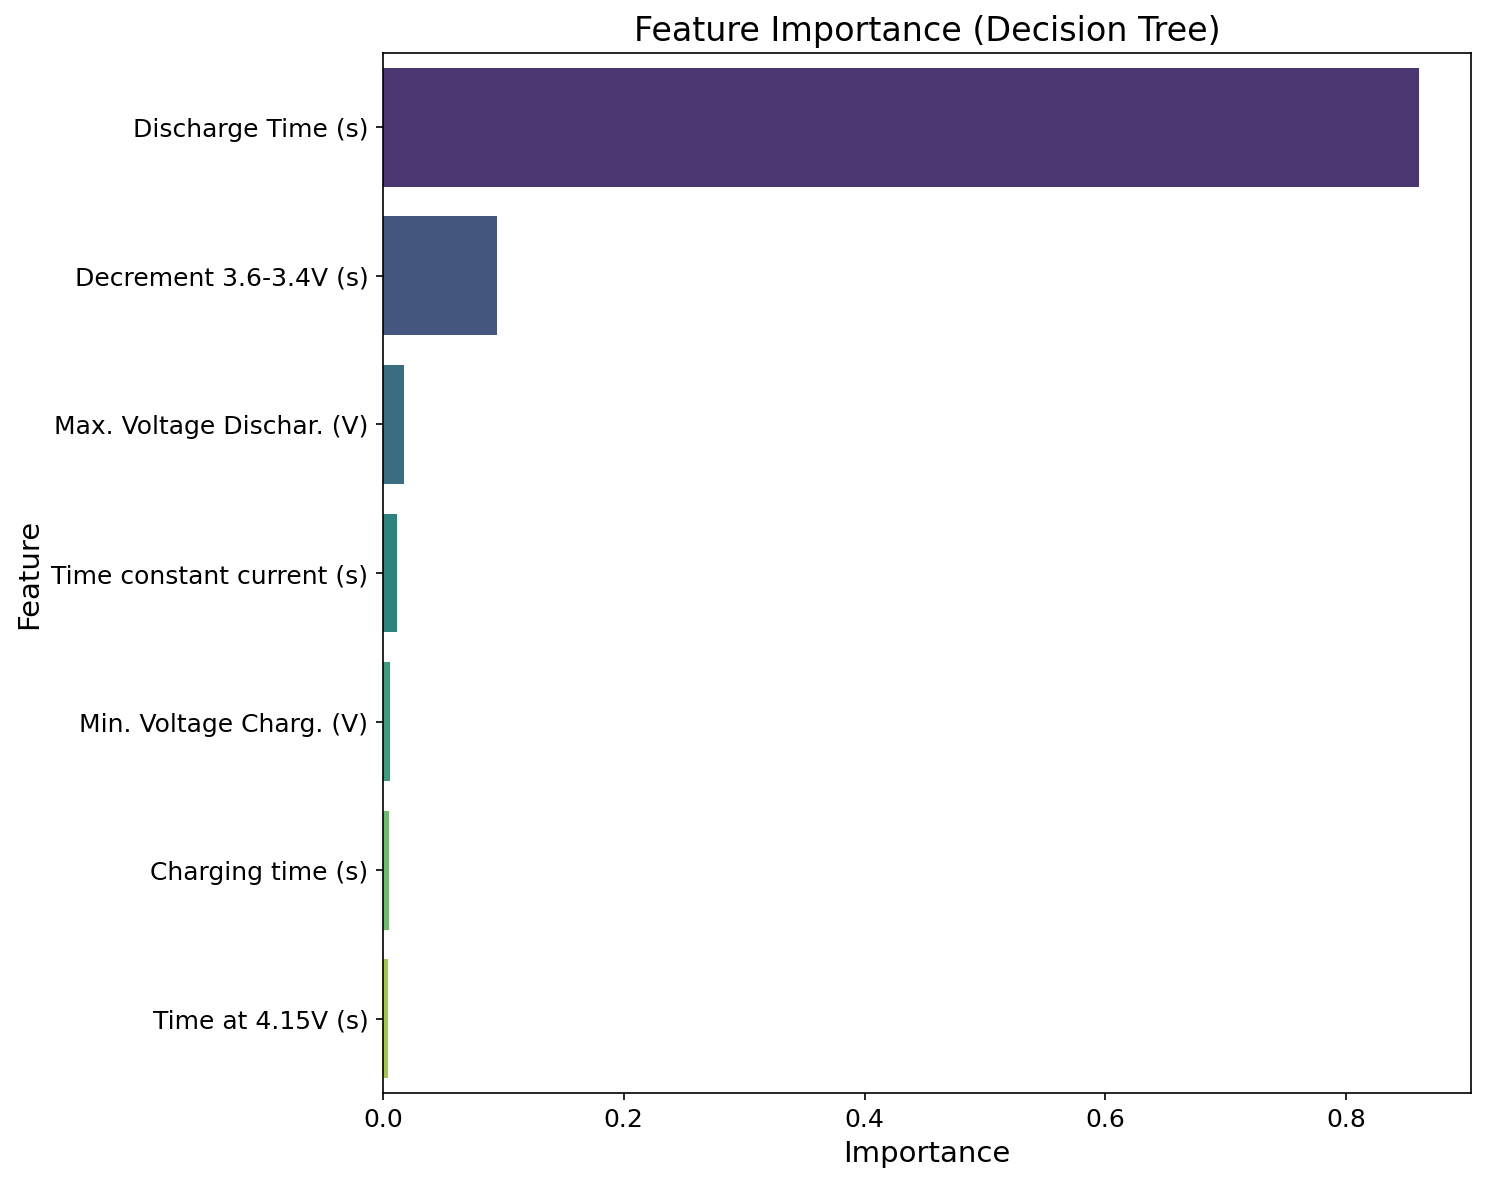 Feature Importance (Decision Tree)
Discharge Time (s)
Decrement 3.6-3.4V (s)
Max. Voltage Dischar. (V)
Time constant current (s)
Min. Voltage Charg. (V)
Charging time (s)
Time at 4.15V (s)
Feature
0.0 0.2 0.4 0.6 0.8
Importance